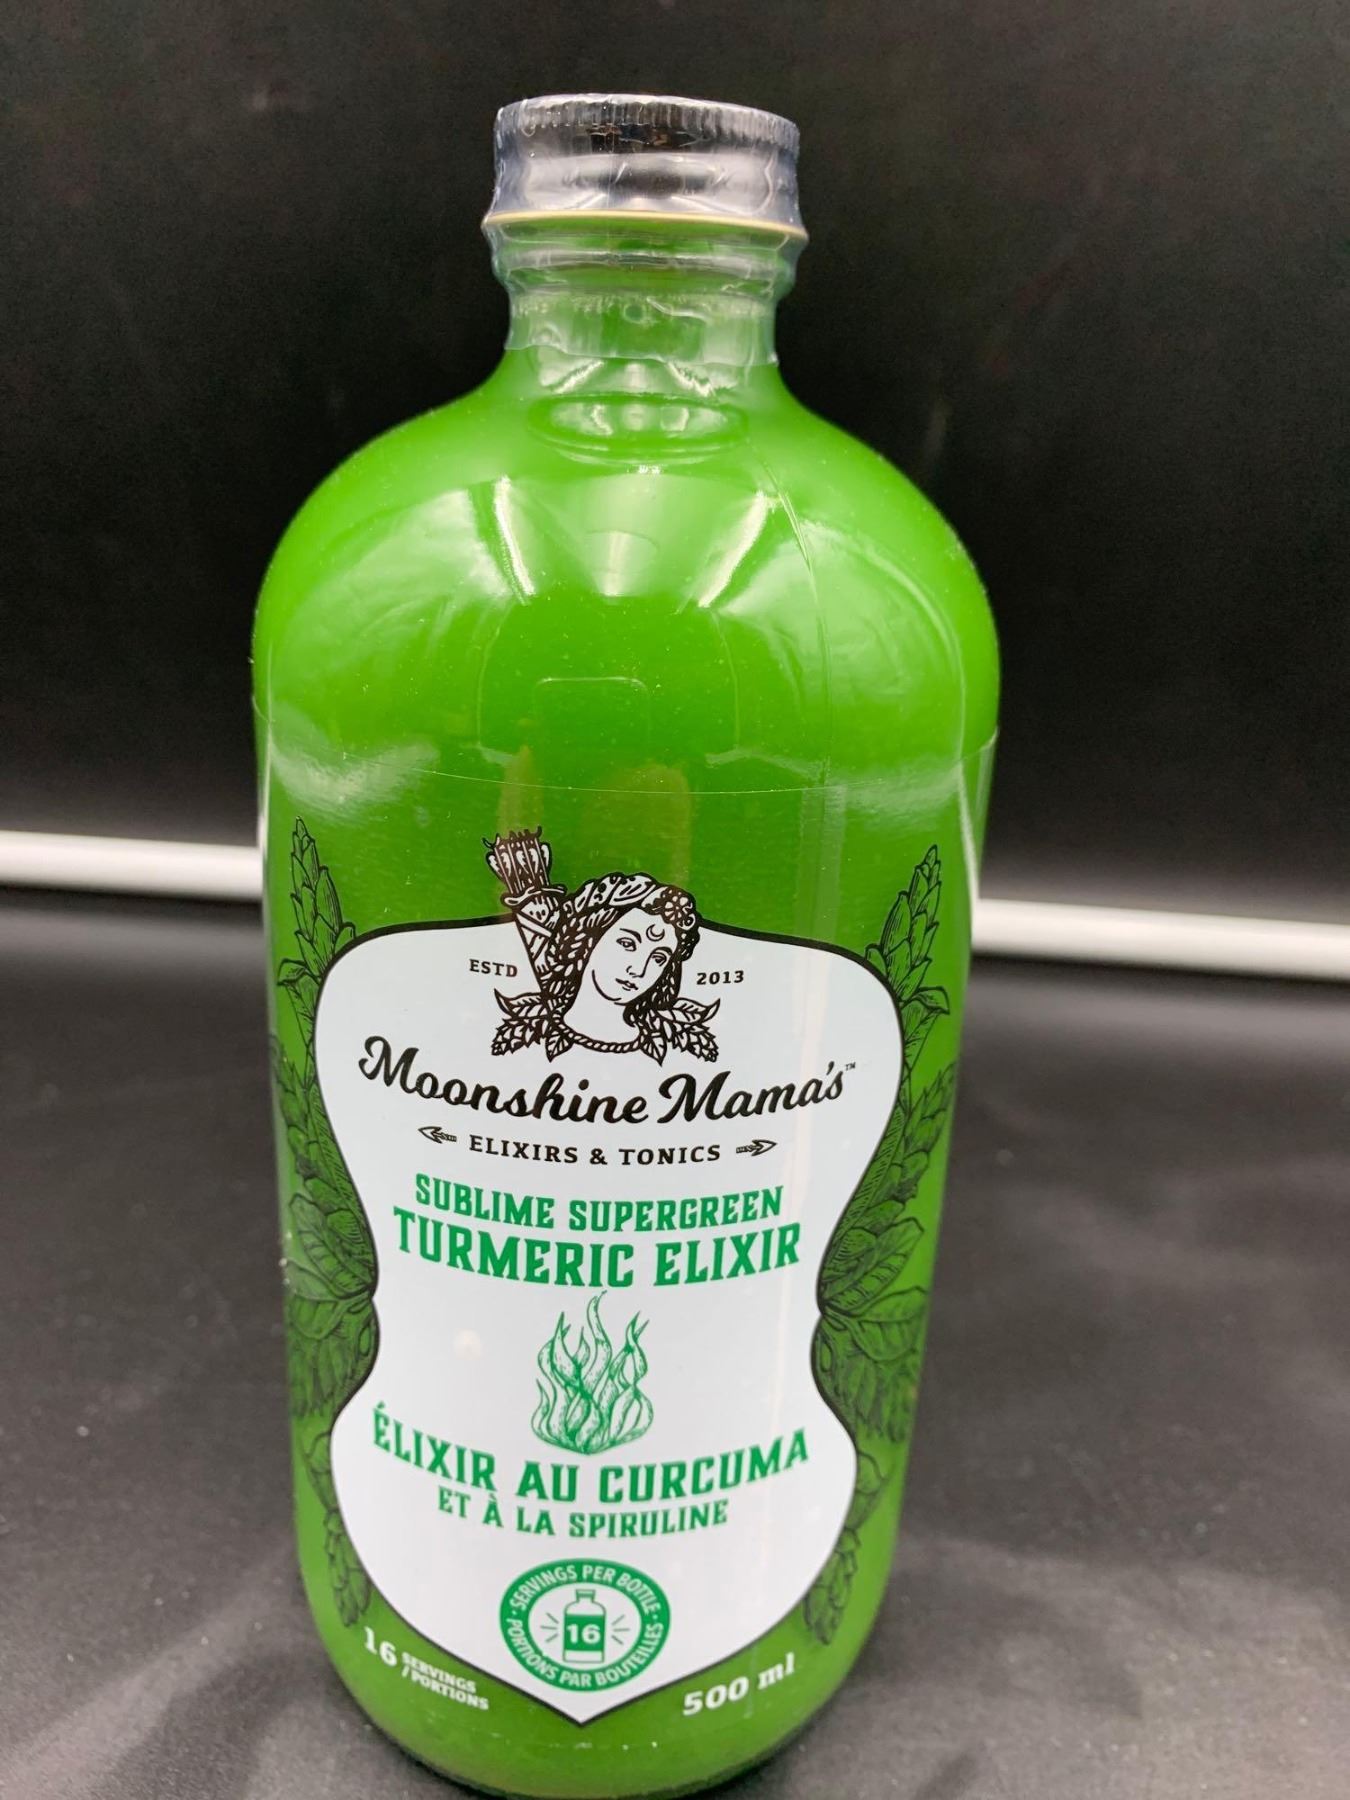 ESTD 2013
Moonshine Mama's™
ELIXIRS & TONICS
SUBLIME SUPERGREEN
TURMERIC ELIXIR
ÉLIXIR AU CURCUMA
ET À LA SPIRULINE
SERVINGS PER BOTTLE
16
PORTIONS PAR BOUTEILLES
16 SERVINGS
/PORTIONS
500 ml